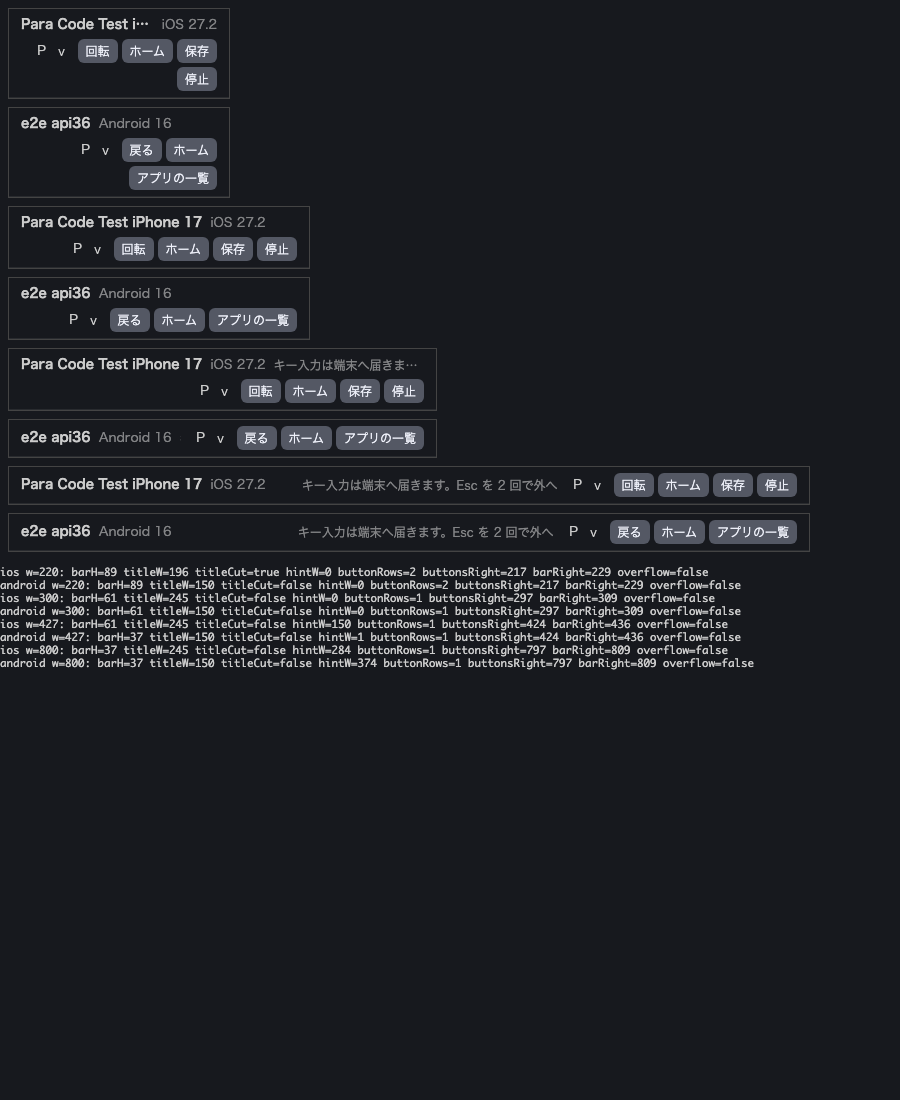 Para Code Test i… iOS 27.2
P v 回転 ホーム 保存
停止
e2e api36 Android 16
P v 戻る ホーム
アプリの一覧
Para Code Test iPhone 17 iOS 27.2
P v 回転 ホーム 保存 停止
e2e api36 Android 16
P v 戻る ホーム アプリの一覧
Para Code Test iPhone 17 iOS 27.2 キー入力は端末へ届きま…
P v 回転 ホーム 保存 停止
e2e api36 Android 16 P v 戻る ホーム アプリの一覧
Para Code Test iPhone 17 iOS 27.2 キー入力は端末へ届きます。Esc を 2 回で外へ P v 回転 ホーム 保存 停止
e2e api36 Android 16 キー入力は端末へ届きます。Esc を 2 回で外へ P v 戻る ホーム アプリの一覧
ios w=220: barH=89 titleW=196 titleCut=true hintW=0 buttonRows=2 buttonsRight=217 barRight=229 overflow=false
android w=220: barH=89 titleW=150 titleCut=false hintW=0 buttonRows=2 buttonsRight=217 barRight=229 overflow=false
ios w=300: barH=61 titleW=245 titleCut=false hintW=0 buttonRows=1 buttonsRight=297 barRight=309 overflow=false
android w=300: barH=61 titleW=150 titleCut=false hintW=0 buttonRows=1 buttonsRight=297 barRight=309 overflow=false
ios w=427: barH=61 titleW=245 titleCut=false hintW=150 buttonRows=1 buttonsRight=424 barRight=436 overflow=false
android w=427: barH=37 titleW=150 titleCut=false hintW=1 buttonRows=1 buttonsRight=424 barRight=436 overflow=false
ios w=800: barH=37 titleW=245 titleCut=false hintW=284 buttonRows=1 buttonsRight=797 barRight=809 overflow=false
android w=800: barH=37 titleW=150 titleCut=false hintW=374 buttonRows=1 buttonsRight=797 barRight=809 overflow=false